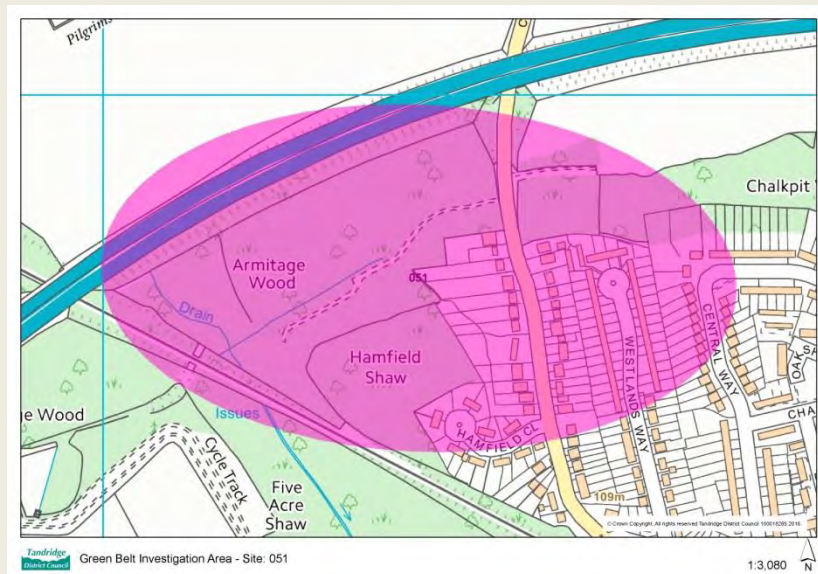 Pilgrims
C
Chalkpit
Armitage
Wood
051
Drain
Hamfield
Shaw
WESTLANDS WAY
CENTRAL WAY
OAK
SH
CHA
ge Wood
Issues
HAMFIELD CL
Cycle Track
Five
Acre
Shaw
109m
© Crown Copyright. All rights reserved Tandridge District Council
Tandridge
District Council
Green Belt Investigation Area - Site: 051
1:3,080
N